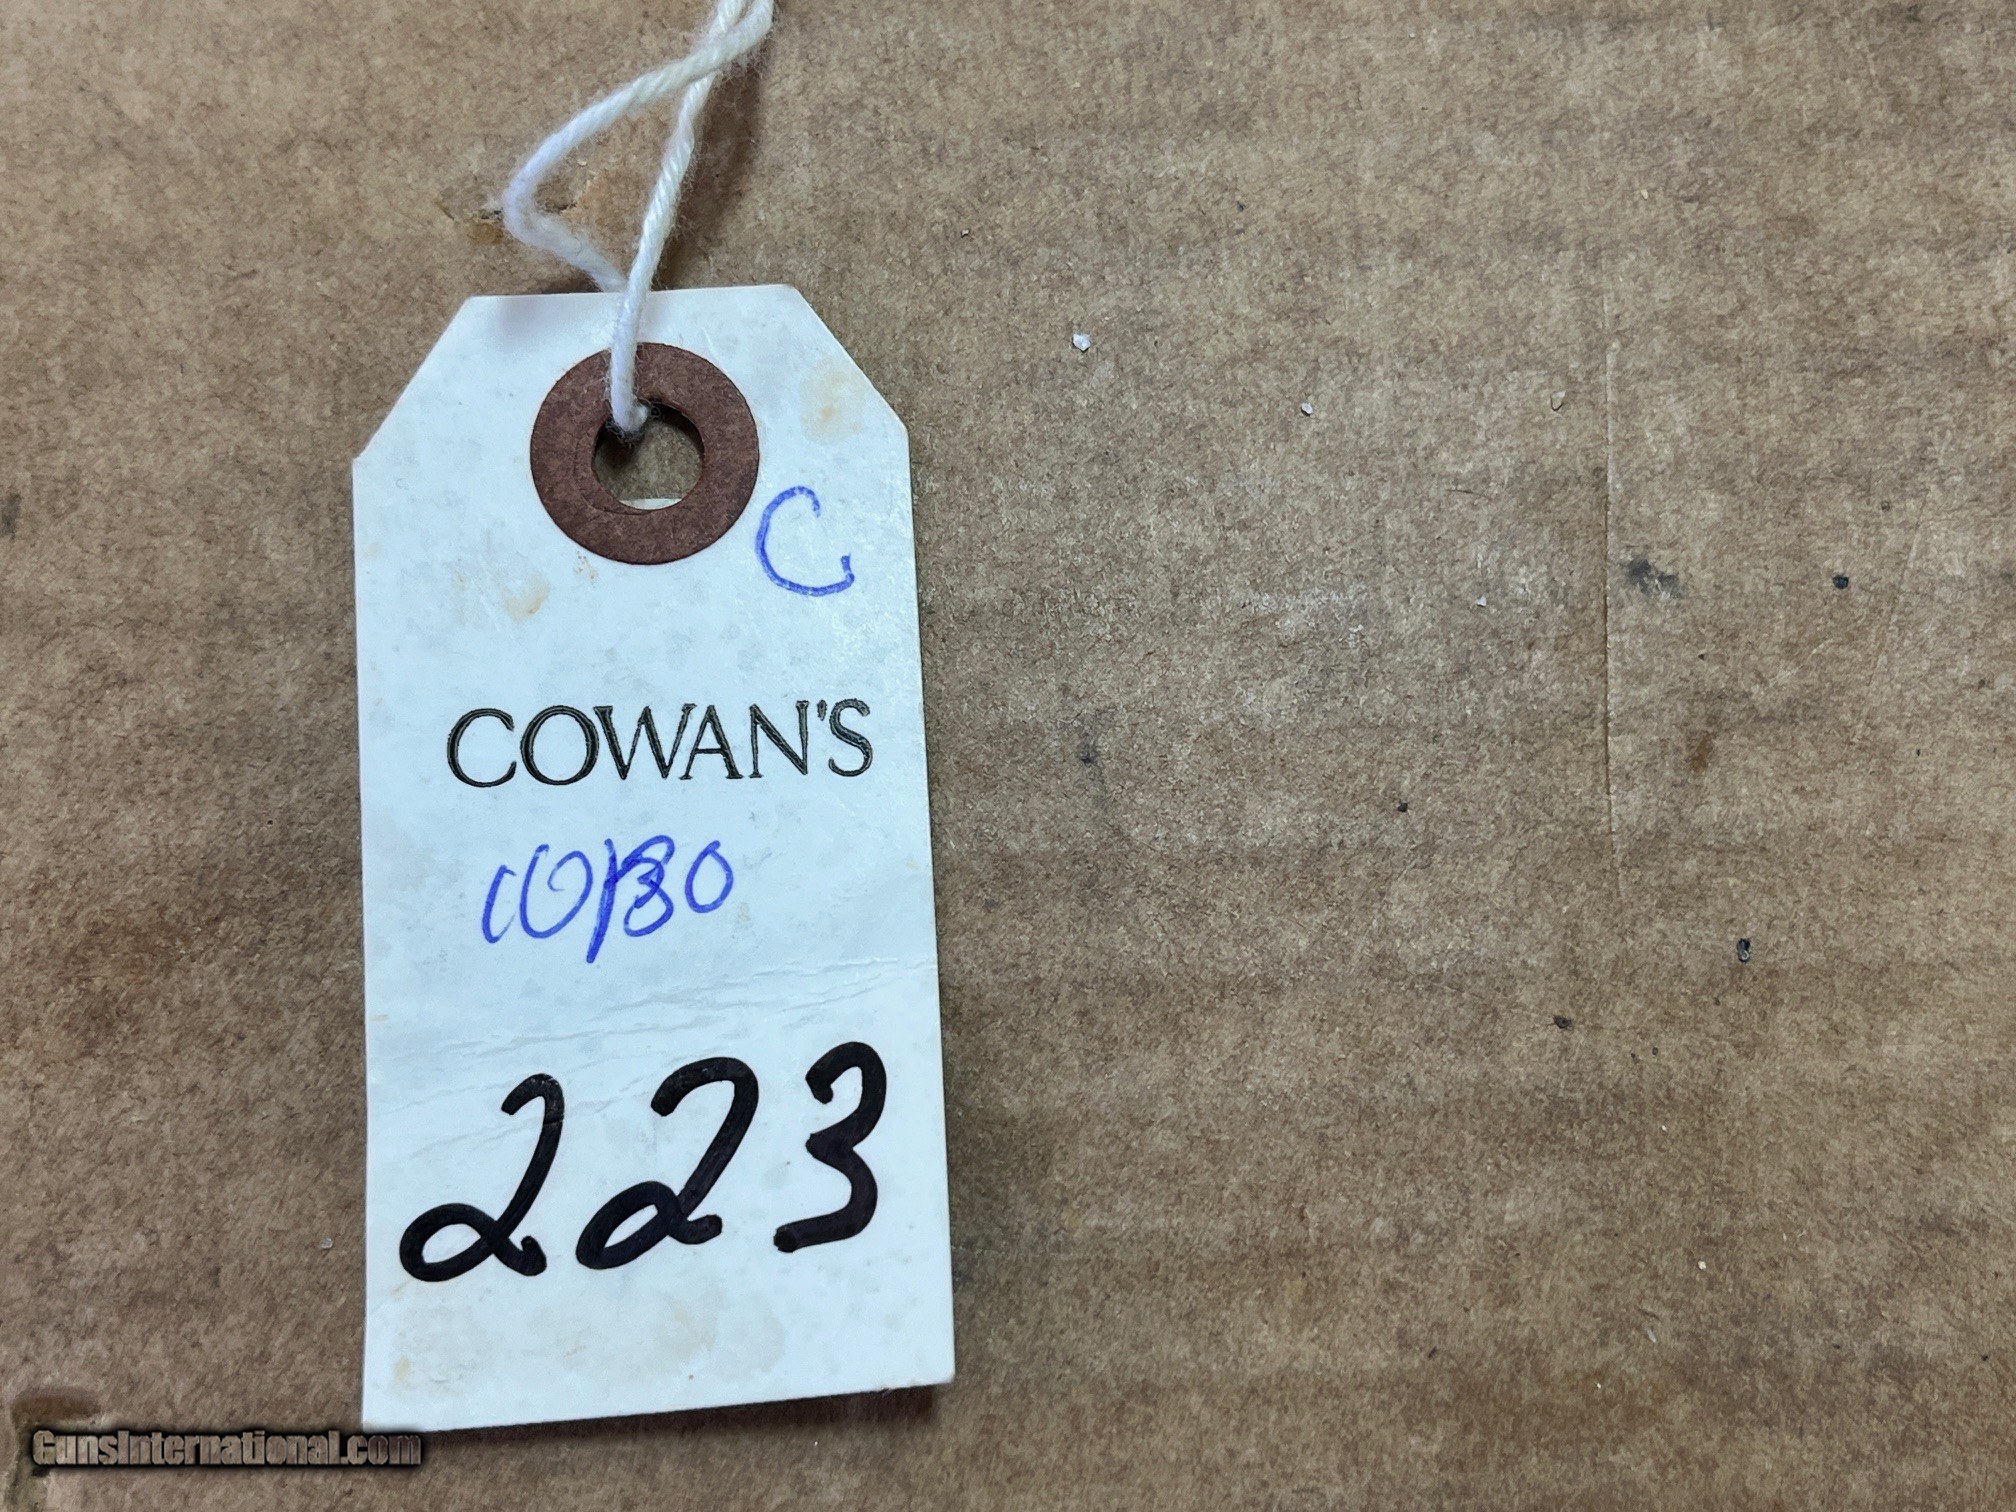 C
COWAN'S
10/30
223
GunsInternational.com